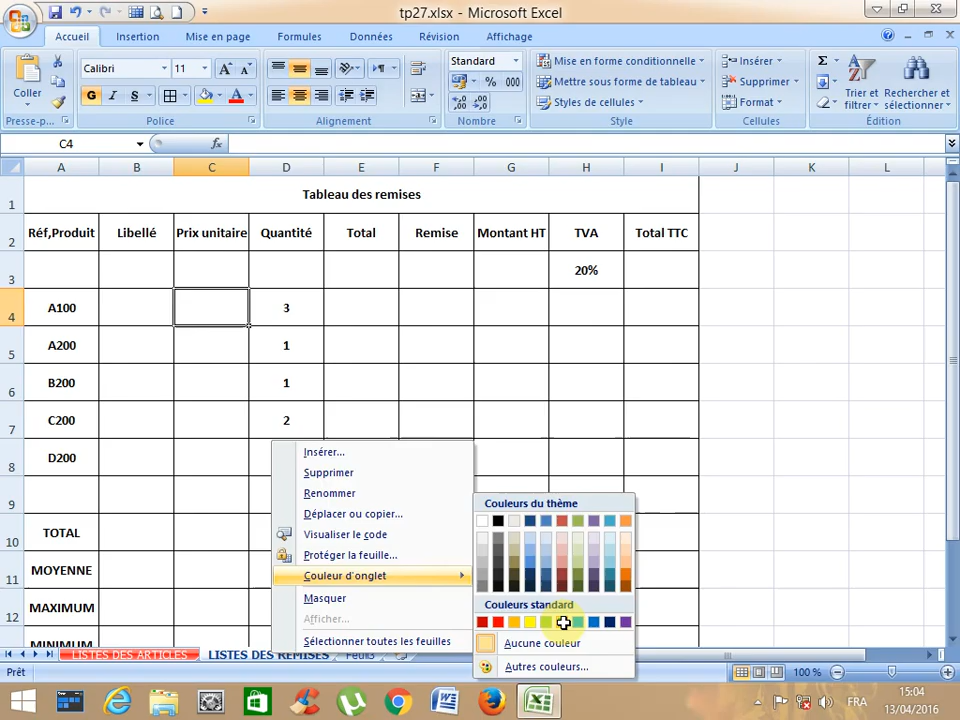 tp27.xlsx - Microsoft Excel
Accueil Insertion Mise en page Formules Données Révision Affichage
Calibri 11 Standard Mise en forme conditionnelle Insérer Σ
Coller G I S % 000 Mettre sous forme de tableau Supprimer Trier et filtrer Rechercher et sélectionner
Styles de cellules Format
Presse-p... Police Alignement Nombre Style Cellules Édition
C4 fx
A B C D E F G H I J K L
1 Tableau des remises
2 Réf,Produit Libellé Prix unitaire Quantité Total Remise Montant HT TVA Total TTC
3 20%
4 A100 3
5 A200 1
6 B200 1
7 C200 2
8 D200
9
10 TOTAL
11 MOYENNE
12 MAXIMUM
MINIMUM
Insérer...
Supprimer
Renommer
Déplacer ou copier...
Visualiser le code
Protéger la feuille...
Couleur d'onglet
Masquer
Afficher...
Sélectionner toutes les feuilles
Couleurs du thème
Couleurs standard
Aucune couleur
Autres couleurs...
LISTES DES ARTICLES LISTES DES REMISES Feuil3
Prêt 100 %
FRA 15:04
13/04/2016